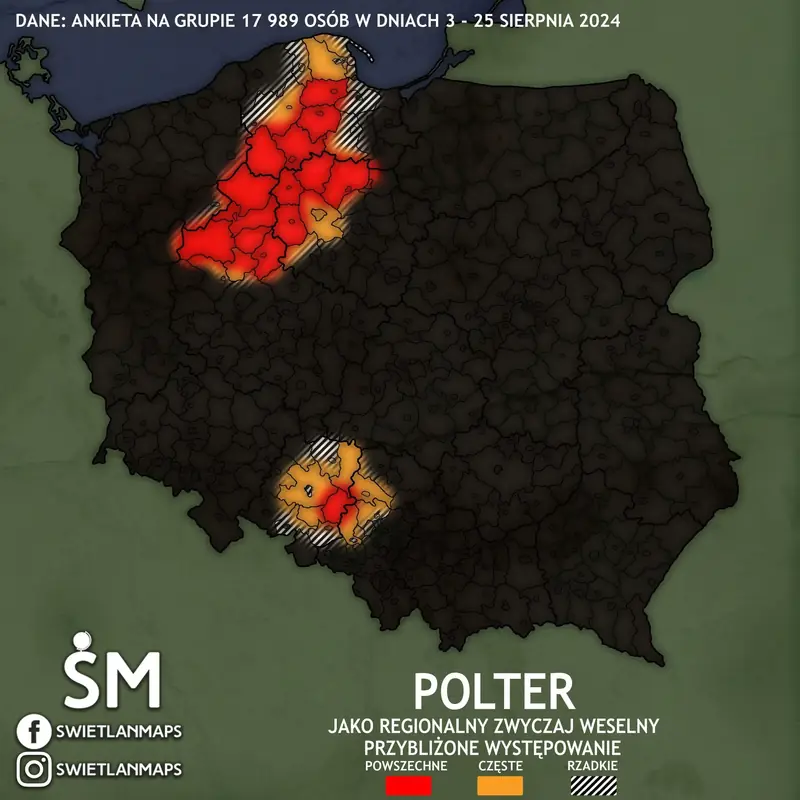 DANE: ANKIETA NA GRUPIE 17 989 OSÓB W DNIACH 3 - 25 SIERPNIA 2024
ŚM
SWIETLANMAPS
SWIETLANMAPS
POLTER
JAKO REGIONALNY ZWYCZAJ WESELNY
PRZYBLIŻONE WYSTĘPOWANIE
POWSZECHNE CZĘSTE RZADKIE